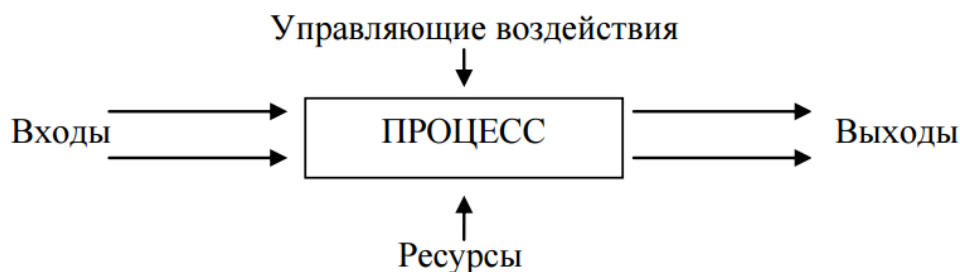 Управляющие воздействия
Входы
ПРОЦЕСС
Выходы
Ресурсы